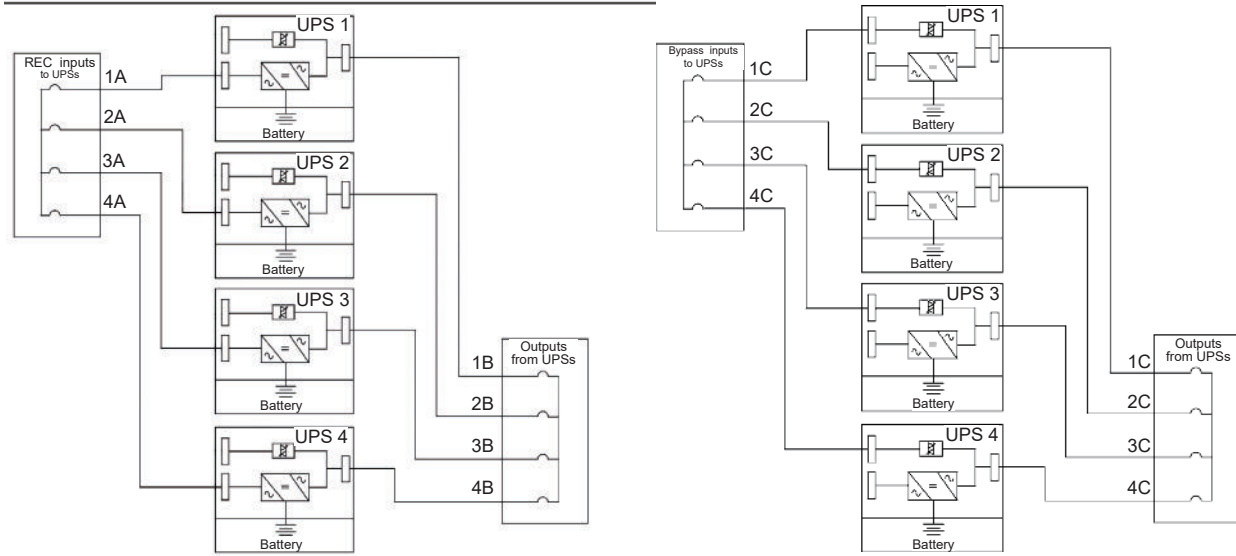 UPS 1
REC inputs
to UPSs
1A
2A
3A
4A
Battery
UPS 2
Battery
UPS 3
Battery
UPS 4
Battery
Outputs
from UPSs
1B
2B
3B
4B
UPS 1
Bypass inputs
to UPSs
1C
2C
3C
4C
Battery
UPS 2
Battery
UPS 3
Battery
UPS 4
Battery
Outputs
from UPSs
1C
2C
3C
4C